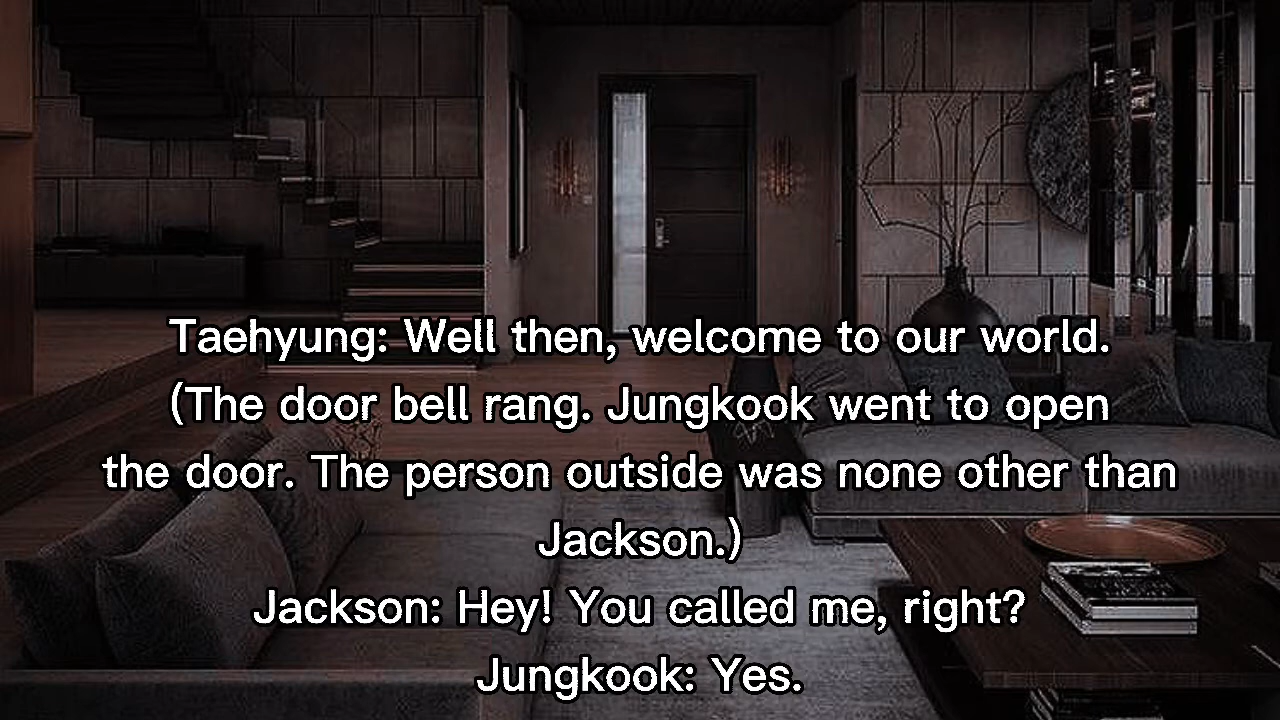 Taehyung: Well then, welcome to our world.
(The door bell rang. Jungkook went to open
the door. The person outside was none other than
Jackson.)
Jackson: Hey! You called me, right?
Jungkook: Yes.